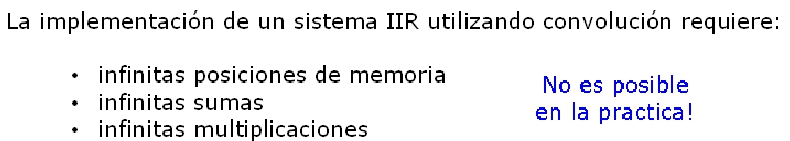 La implementación de un sistema IIR utilizando convolución requiere:
• infinitas posiciones de memoria
• infinitas sumas
• infinitas multiplicaciones
No es posible
en la practica!